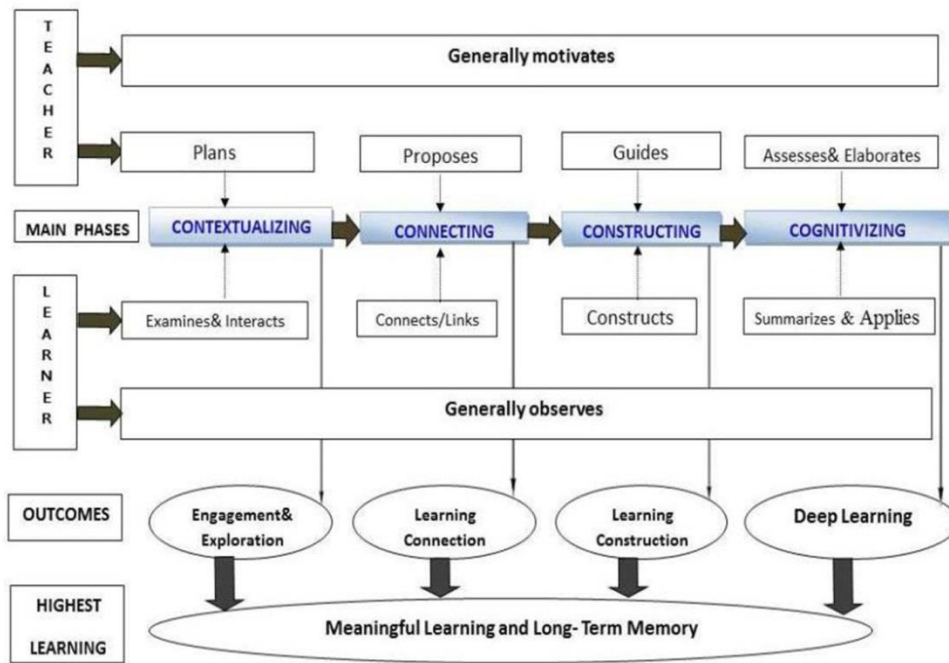 TEACHER
Generally motivates
Plans
Proposes
Guides
Assesses& Elaborates
MAIN PHASES
CONTEXTUALIZING
CONNECTING
CONSTRUCTING
COGNITIVIZING
LEARNER
Examines& Interacts
Connects/Links
Constructs
Summarizes & Applies
Generally observes
OUTCOMES
Engagement&
Exploration
Learning
Connection
Learning
Construction
Deep Learning
HIGHEST
LEARNING
Meaningful Learning and Long- Term Memory